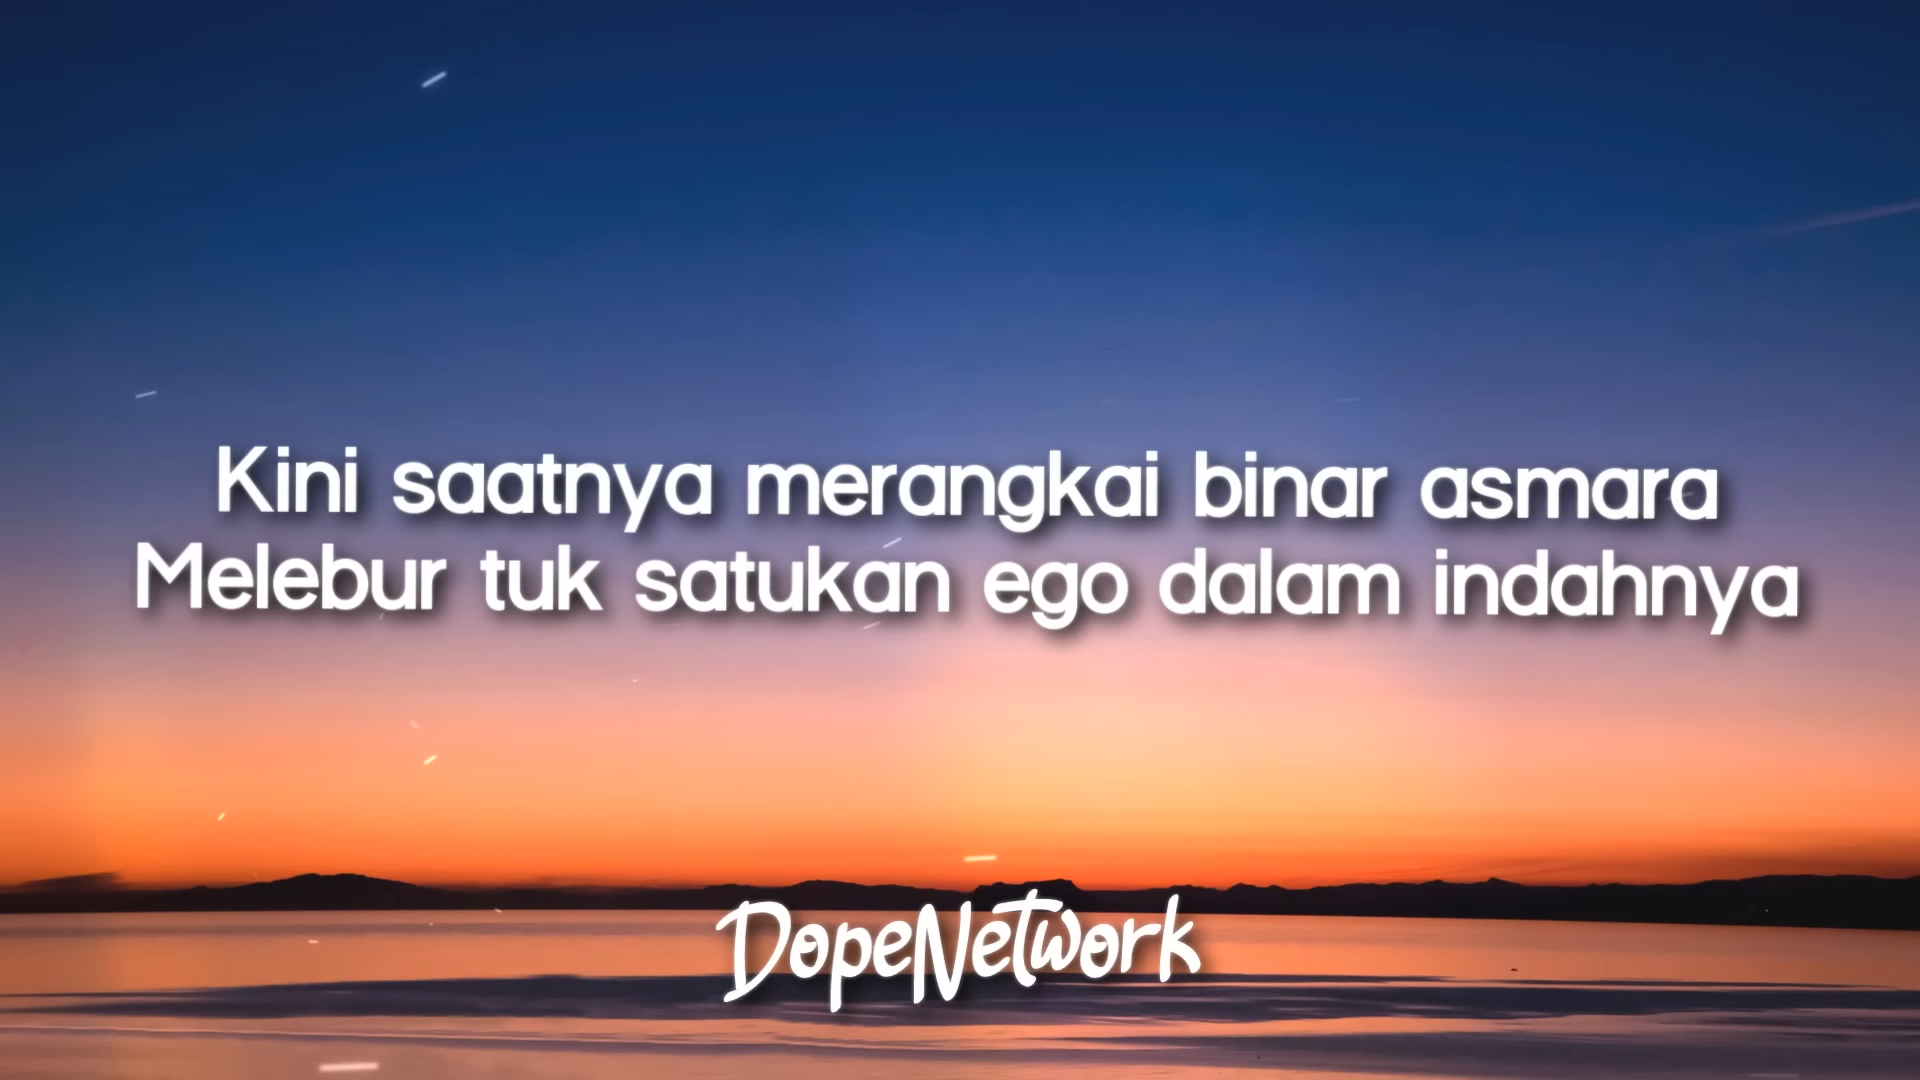 Kini saatnya merangkai binar asmara
Melebur tuk satukan ego dalam indahnya
DopeNetwork